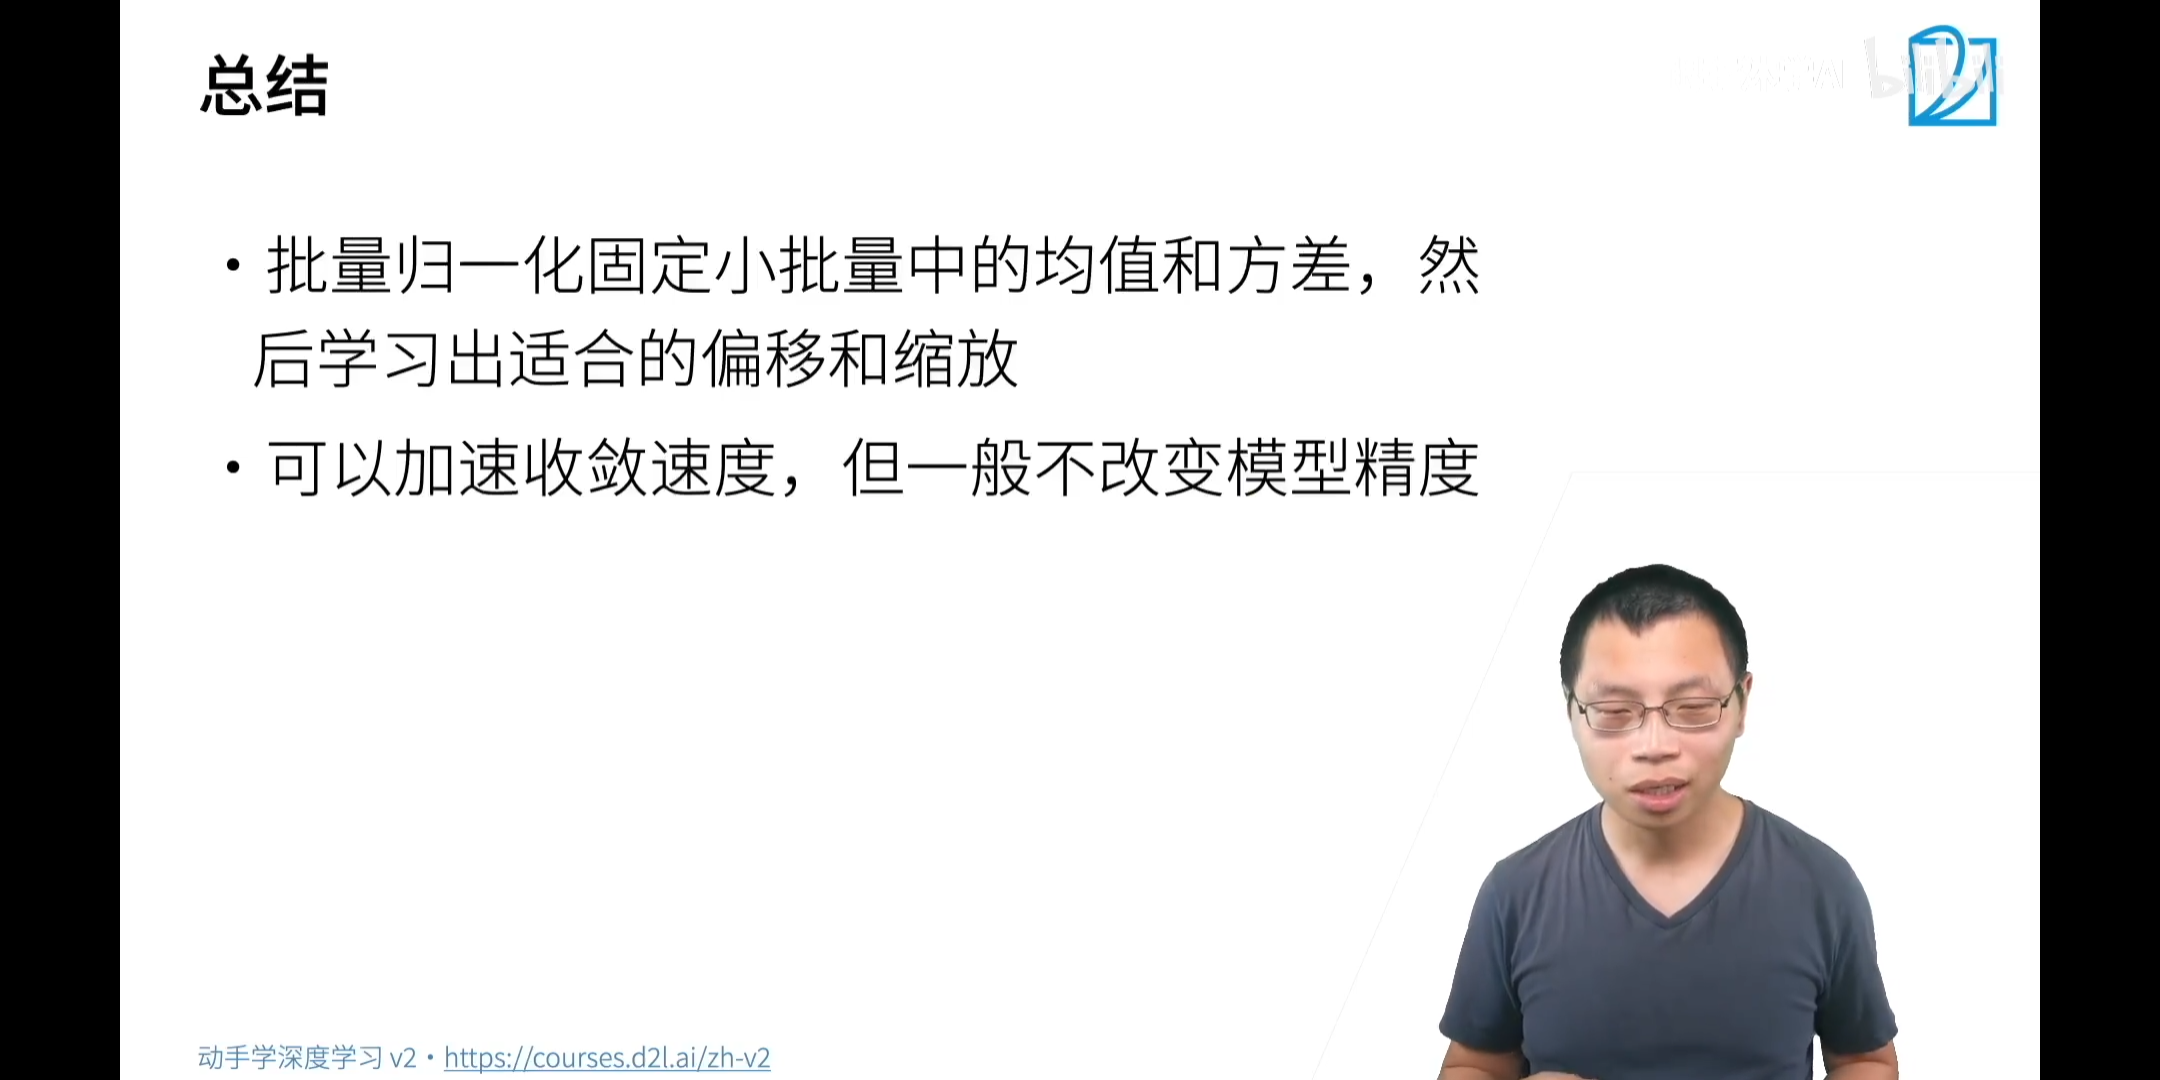 总结
• 批量归一化固定小批量中的均值和方差，然
后学习出适合的偏移和缩放
• 可以加速收敛速度，但一般不改变模型精度
动手学深度学习 v2 • https://courses.d2l.ai/zh-v2
bilibili